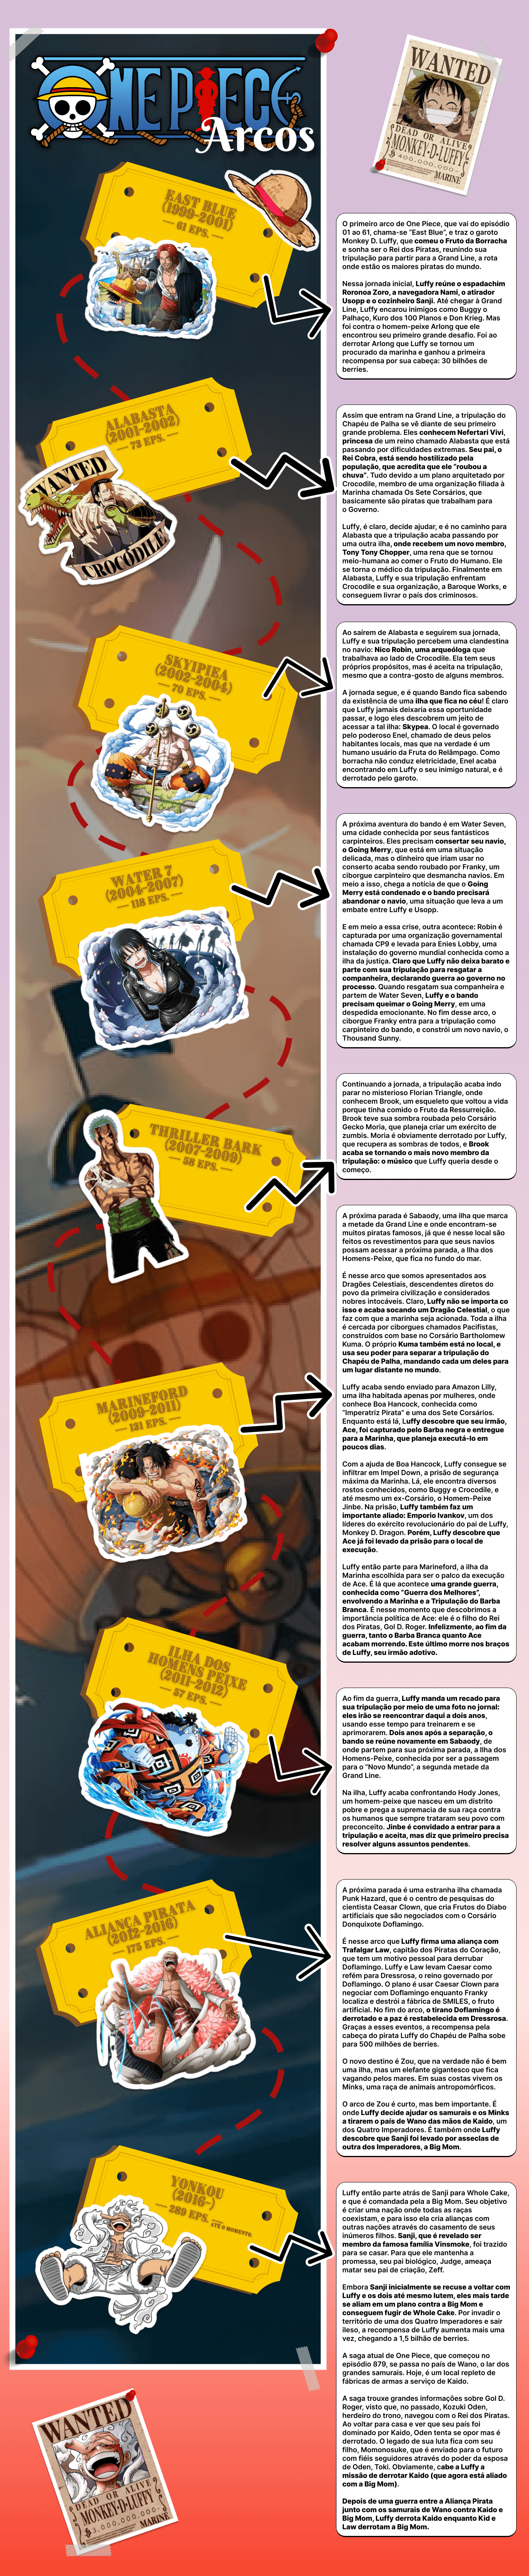 ONE PIECE
Arcos
WANTED
DEAD OR ALIVE
MONKEY·D·LUFFY
MARINE
EAST BLUE
(1999-2001)
61 EPS.
O primeiro arco de One Piece, que vai do episódio
01 ao 61, chama-se "East Blue", e traz o garoto
Monkey D. Luffy, que comeu o Fruto da Borracha
e sonha ser o Rei dos Piratas, reunindo sua
tripulação para partir para a Grand Line, a rota
onde estão os maiores piratas do mundo.
Nessa jornada inicial, Luffy reúne o espadachim
Roronoa Zoro, a navegadora Nami, o atirador
Usopp e o cozinheiro Sanji. Até chegar à Grand
Line, Luffy encarou inimigos como Buggy o
Palhaço, Kuro dos 100 Planos e Don Krieg. Mas
foi contra o homem-peixe Arlong que ele
encontrou seu primeiro grande desafio. Foi ao
derrotar Arlong que Luffy se tornou um
procurado da marinha e ganhou a primeira
recompensa por sua cabeça: 30 bilhões de
berries.
ALABASTA
(2001-2002)
73 EPS.
WANTED
CROCODILE
Assim que entram na Grand Line, a tripulação do
Chapéu de Palha se vê diante de seu primeiro
grande problema. Eles conhecem Nefertari Vivi,
princesa de um reino chamado Alabasta que está
passando por dificuldades extremas. Seu pai, o
Rei Cobra, está sendo hostilizado pela
população, que acredita que ele "roubou a
chuva". Tudo devido a um plano arquitetado por
Crocodile, membro de uma organização filiada à
Marinha chamada Os Sete Corsários, que
basicamente são piratas que trabalham para
o Governo.
Luffy, é claro, decide ajudar, e é no caminho para
Alabasta que a tripulação acaba passando por
uma outra ilha, onde recebem um novo membro,
Tony Tony Chopper, uma rena que se tornou
meio-humana ao comer o Fruto do Humano. Ele
se torna o médico da tripulação. Finalmente em
Alabasta, Luffy e sua tripulação enfrentam
Crocodile e sua organização, a Baroque Works, e
conseguem livrar o país dos criminosos.
SKYIPIEA
(2002-2004)
70 EPS.
Ao saírem de Alabasta e seguirem sua jornada,
Luffy e sua tripulação percebem uma clandestina
no navio: Nico Robin, uma arqueóloga que
trabalhava ao lado de Crocodile. Ela tem seus
próprios propósitos, mas é aceita na tripulação,
mesmo que a contra-gosto de alguns membros.
A jornada segue, e é quando Bando fica sabendo
da existência de uma ilha que fica no céu! É claro
que Luffy jamais deixaria essa oportunidade
passar, e logo eles descobrem um jeito de
acessar a tal ilha: Skypea. O local é governado
pelo poderoso Enel, chamado de deus pelos
habitantes locais, mas que na verdade é um
humano usuário da Fruta do Relâmpago. Como
borracha não conduz eletricidade, Enel acaba
encontrando em Luffy o seu inimigo natural, e é
derrotado pelo garoto.
WATER 7
(2004-2007)
118 EPS.
A próxima aventura do bando é em Water Seven,
uma cidade conhecida por seus fantásticos
carpinteiros. Eles precisam consertar seu navio,
o Going Merry, que está em uma situação
delicada, mas o dinheiro que iriam usar no
conserto acaba sendo roubado por Franky, um
ciborgue carpinteiro que desmancha navios. Em
meio a isso, chega a notícia de que o Going
Merry está condenado e o bando precisará
abandonar o navio, uma situação que leva a um
embate entre Luffy e Usopp.
E em meio a essa crise, outra acontece: Robin é
capturada por uma organização governamental
chamada CP9 e levada para Enies Lobby, uma
instalação do governo mundial conhecida como a
ilha da justiça. Claro que Luffy não deixa barato e
parte com sua tripulação para resgatar a
companheira, declarando guerra ao governo no
processo. Quando resgatam sua companheira e
partem de Water Seven, Luffy e o bando
precisam queimar o Going Merry, em uma
despedida emocionante. No fim desse arco, o
ciborgue Franky entra para a tripulação como
carpinteiro do bando, e constrói um novo navio, o
Thousand Sunny.
THRILLER BARK
(2007-2009)
58 EPS.
Continuando a jornada, a tripulação acaba indo
parar no misterioso Florian Triangle, onde
conhecem Brook, um esqueleto que voltou a vida
porque tinha comido o Fruta da Ressurreição.
Brook teve sua sombra roubada pelo Corsário
Gecko Moria, que planeja criar um exército de
zumbis. Moria é obviamente derrotado por Luffy,
que recupera as sombras de todos, e Brook
acaba se tornando o mais novo membro da
tripulação: o músico que Luffy queria desde o
começo.
MARINEFORD
(2009-2011)
131 EPS.
A próxima parada é Sabaody, uma ilha que marca
a metade da Grand Line e onde encontram-se
muitos piratas famosos, já que é nesse local são
feitos os revestimentos para que seus navios
possam acessar a próxima parada, a Ilha dos
Homens-Peixe, que fica no fundo do mar.
É nesse arco que somos apresentados aos
Dragões Celestiais, descendentes diretos do
povo da primeira civilização e considerados
nobres intocáveis. Claro, Luffy não se importa co
isso e acaba socando um Dragão Celestial, o que
faz com que a marinha seja acionada. Toda a ilha
é cercada por ciborgues chamados Pacifistas,
construídos com base no Corsário Bartholomew
Kuma. O próprio Kuma também está no local, e
usa seu poder para separar a tripulação do
Chapéu de Palha, mandando cada um deles para
um lugar distante no mundo.
Luffy acaba sendo enviado para Amazon Lilly,
uma ilha habitada apenas por mulheres, onde
conhece Boa Hancock, conhecida como
"Imperatriz Pirata" e uma dos Sete Corsários.
Enquanto está lá, Luffy descobre que seu irmão,
Ace, foi capturado pelo Barba negra e entregue
para a Marinha, que planeja executá-lo em
poucos dias.
Com a ajuda de Boa Hancock, Luffy consegue se
infiltrar em Impel Down, a prisão de segurança
máxima da Marinha. Lá, ele encontra diversos
rostos conhecidos, como Buggy e Crocodile, e
até mesmo um ex-Corsário, o Homem-Peixe
Jinbe. Na prisão, Luffy também faz um
importante aliado: Emporio Ivankov, um dos
líderes do exército revolucionário do pai de Luffy,
Monkey D. Dragon. Porém, Luffy descobre que
Ace já foi levado da prisão para o local de
execução.
Luffy então parte para Marineford, a ilha da
Marinha escolhida para ser o palco da execução
de Ace. É lá que acontece uma grande guerra,
conhecida como "Guerra dos Melhores",
envolvendo a Marinha e a Tripulação do Barba
Branca. É nesse momento que descobrimos a
importância política de Ace: ele é o filho do Rei
dos Piratas, Gol D. Roger. Infelizmente, ao fim da
guerra, tanto o Barba Branca quanto Ace
acabam morrendo. Este último morre nos braços
de Luffy, seu irmão adotivo.
ILHA DOS
HOMENS PEIXE
(2011-2012)
57 EPS.
Ao fim da guerra, Luffy manda um recado para
sua tripulação por meio de uma foto no jornal:
eles irão se reencontrar daqui a dois anos,
usando esse tempo para treinarem e se
aprimorarem. Dois anos após a separação, o
bando se reúne novamente em Sabaody, de
onde partem para sua próxima parada, a Ilha dos
Homens-Peixe, conhecida por ser a passagem
para o "Novo Mundo", a segunda metade da
Grand Line.
Na ilha, Luffy acaba confrontando Hody Jones,
um homem-peixe que nasceu em um distrito
pobre e prega a supremacia de sua raça contra
os humanos que sempre trataram seu povo com
preconceito. Jinbe é convidado a entrar para a
tripulação e aceita, mas diz que primeiro precisa
resolver alguns assuntos pendentes.
ALIANÇA PIRATA
(2012-2016)
175 EPS.
A próxima parada é uma estranha ilha chamada
Punk Hazard, que é o centro de pesquisas do
cientista Ceasar Clown, que cria Frutos do Diabo
artificiais que são negociados com o Corsário
Donquixote Doflamingo.
É nesse arco que Luffy firma uma aliança com
Trafalgar Law, capitão dos Piratas do Coração,
que tem um motivo pessoal para derrubar
Doflamingo. Luffy e Law levam Caesar como
refém para Dressrosa, o reino governado por
Doflamingo. O plano é usar Caesar Clown para
negociar com Doflamingo enquanto Franky
localiza e destrói a fábrica de SMILES, o fruto
artificial. No fim do arco, o tirano Doflamingo é
derrotado e a paz é restabelecida em Dressrosa.
Graças a esses eventos, a recompensa pela
cabeça do pirata Luffy do Chapéu de Palha sobe
para 500 milhões de berries.
O novo destino é Zou, que na verdade não é bem
uma ilha, mas um elefante gigantesco que fica
vagando pelos mares. Em suas costas vivem os
Minks, uma raça de animais antropomórficos.
O arco de Zou é curto, mas bem importante. É
onde Luffy decide ajudar os samurais e os Minks
a tirarem o país de Wano das mãos de Kaido, um
dos Quatro Imperadores. É também onde Luffy
descobre que Sanji foi levado por asseclas de
outra dos Imperadores, a Big Mom.
YONKOU
(2016-)
289 EPS.
ATÉ O MOMENTO.
Luffy então parte atrás de Sanji para Whole Cake,
e que é comandada pela a Big Mom. Seu objetivo
é criar uma nação onde todas as raças
coexistam, e para isso ela cria alianças com
outras nações através do casamento de seus
inúmeros filhos. Sanji, que é revelado ser
membro da famosa família Vinsmoke, foi trazido
para se casar. Para que ele mantenha a
promessa, seu pai biológico, Judge, ameaça
matar seu pai de criação, Zeff.
Embora Sanji inicialmente se recuse a voltar com
Luffy e os dois até mesmo lutem, eles mais tarde
se aliam em um plano contra a Big Mom e
conseguem fugir de Whole Cake. Por invadir o
território de uma dos Quatro Imperadores e sair
ileso, a recompensa de Luffy aumenta mais uma
vez, chegando a 1,5 bilhão de berries.
A saga atual de One Piece, que começou no
episódio 879, se passa no país de Wano, o lar dos
grandes samurais. Hoje, é um local repleto de
fábricas de armas a serviço de Kaido.
A saga trouxe grandes informações sobre Gol D.
Roger, visto que, no passado, Kozuki Oden,
herdeiro do trono, navegou com o Rei dos Piratas.
Ao voltar para casa e ver que seu país foi
dominado por Kaido, Oden tenta se opor mas é
derrotado. O legado de sua luta fica com seu
filho, Momonosuke, que é enviado para o futuro
com fiéis seguidores através do poder da esposa
de Oden, Toki. Obviamente, cabe a Luffy a
missão de derrotar Kaido (que agora está aliado
com a Big Mom).
Depois de uma guerra entre a Aliança Pirata
junto com os samurais de Wano contra Kaido e
Big Mom, Luffy derrota Kaido enquanto Kid e
Law derrotam a Big Mom.
WANTED
DEAD OR ALIVE
MONKEY·D·LUFFY
MARINE